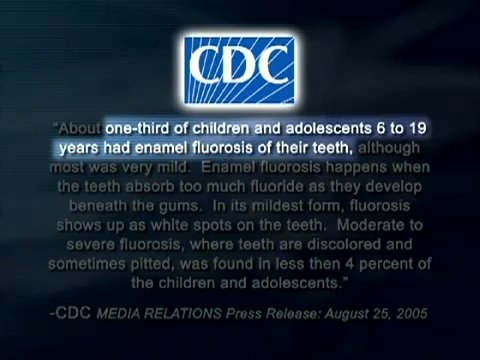 CDC
"About one-third of children and adolescents 6 to 19
years had enamel fluorosis of their teeth, although
most was very mild. Enamel fluorosis happens when
the teeth absorb too much fluoride as they develop
beneath the gums. In its mildest form, fluorosis
shows up as white spots on the teeth. Moderate to
severe fluorosis, where teeth are discolored and
sometimes pitted, was found in less then 4 percent of
the children and adolescents."
-CDC MEDIA RELATIONS Press Release: August 25, 2005